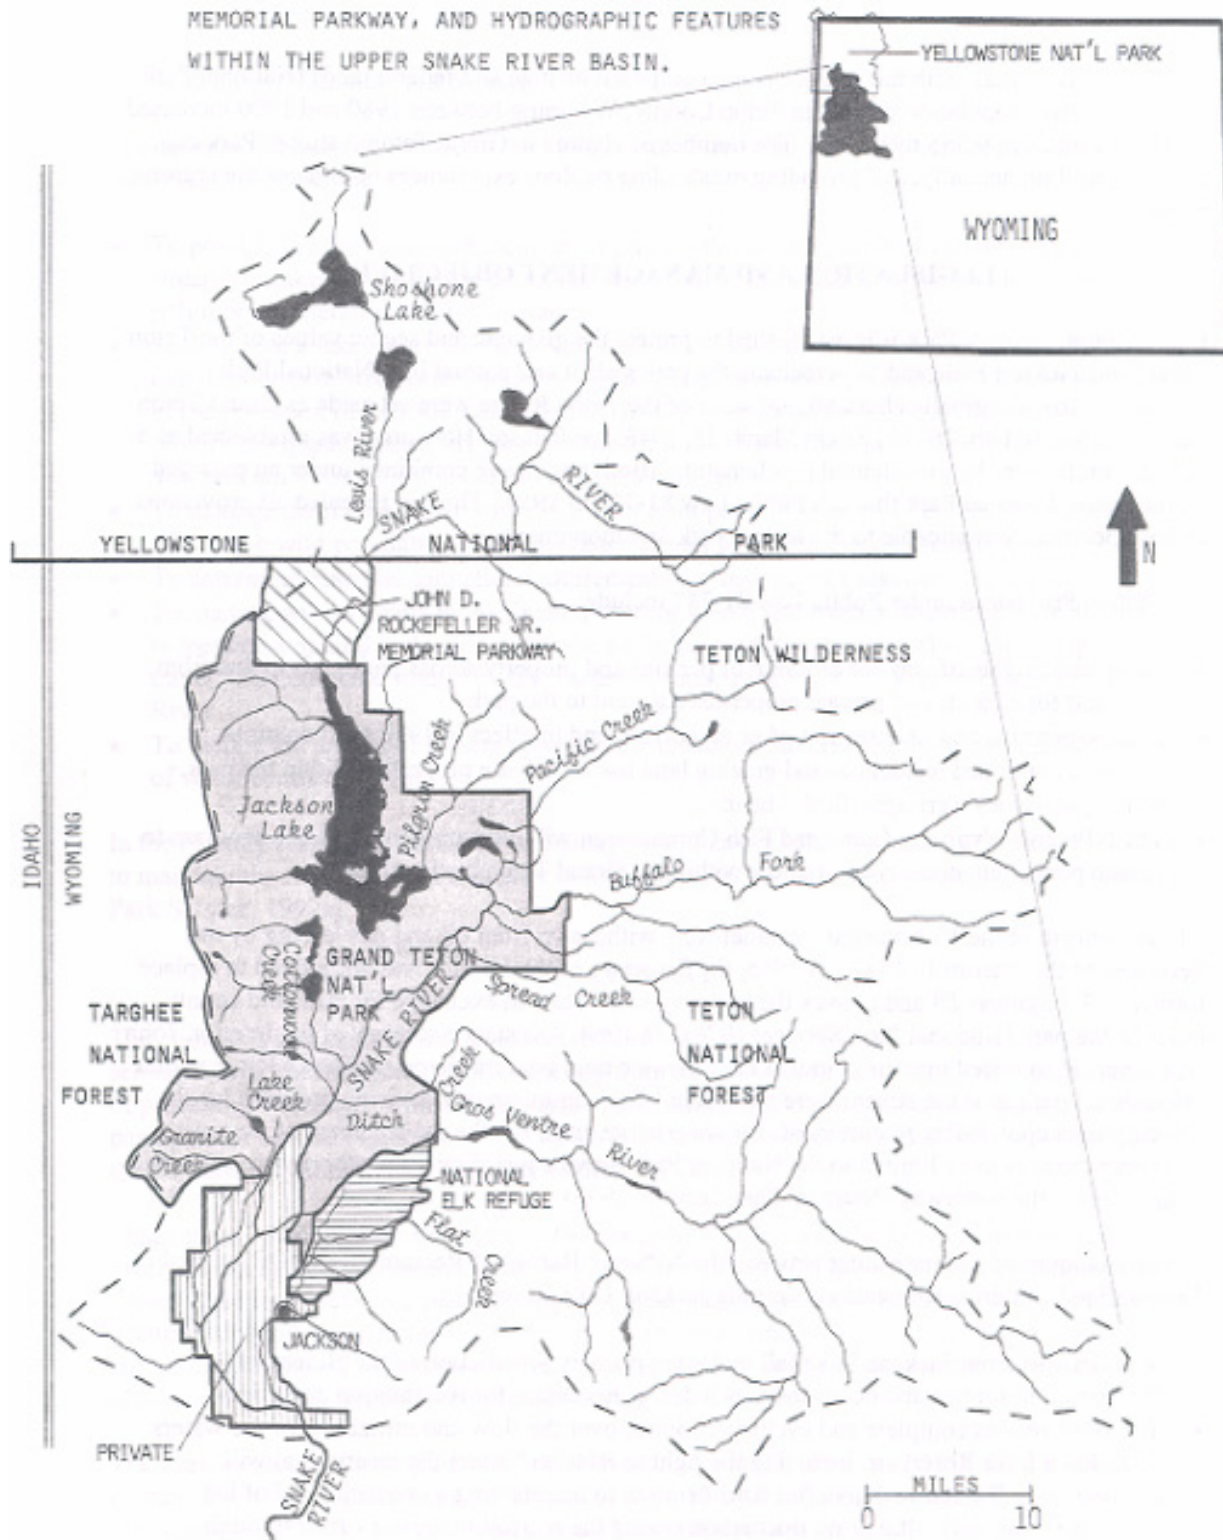 MEMORIAL PARKWAY, AND HYDROGRAPHIC FEATURES
WITHIN THE UPPER SNAKE RIVER BASIN.
YELLOWSTONE NAT'L PARK
WYOMING
Shoshone
Lake
Lewis River
SNAKE
RIVER
YELLOWSTONE NATIONAL PARK
N
JOHN D.
ROCKEFELLER JR.
MEMORIAL PARKWAY
TETON WILDERNESS
Pacific Creek
Pilgrim Creek
Jackson
Lake
IDAHO
WYOMING
Buffalo Fork
Cottonwood
Creek
GRAND TETON
NAT'L
PARK
SNAKE RIVER
Spread Creek
TARGHEE
NATIONAL
FOREST
TETON
NATIONAL
FOREST
Lake
Creek
Ditch
Creek
Gros Ventre
River
Granite
Creek
NATIONAL
ELK REFUGE
Flat
Creek
JACKSON
PRIVATE
SNAKE
RIVER
MILES
0 10